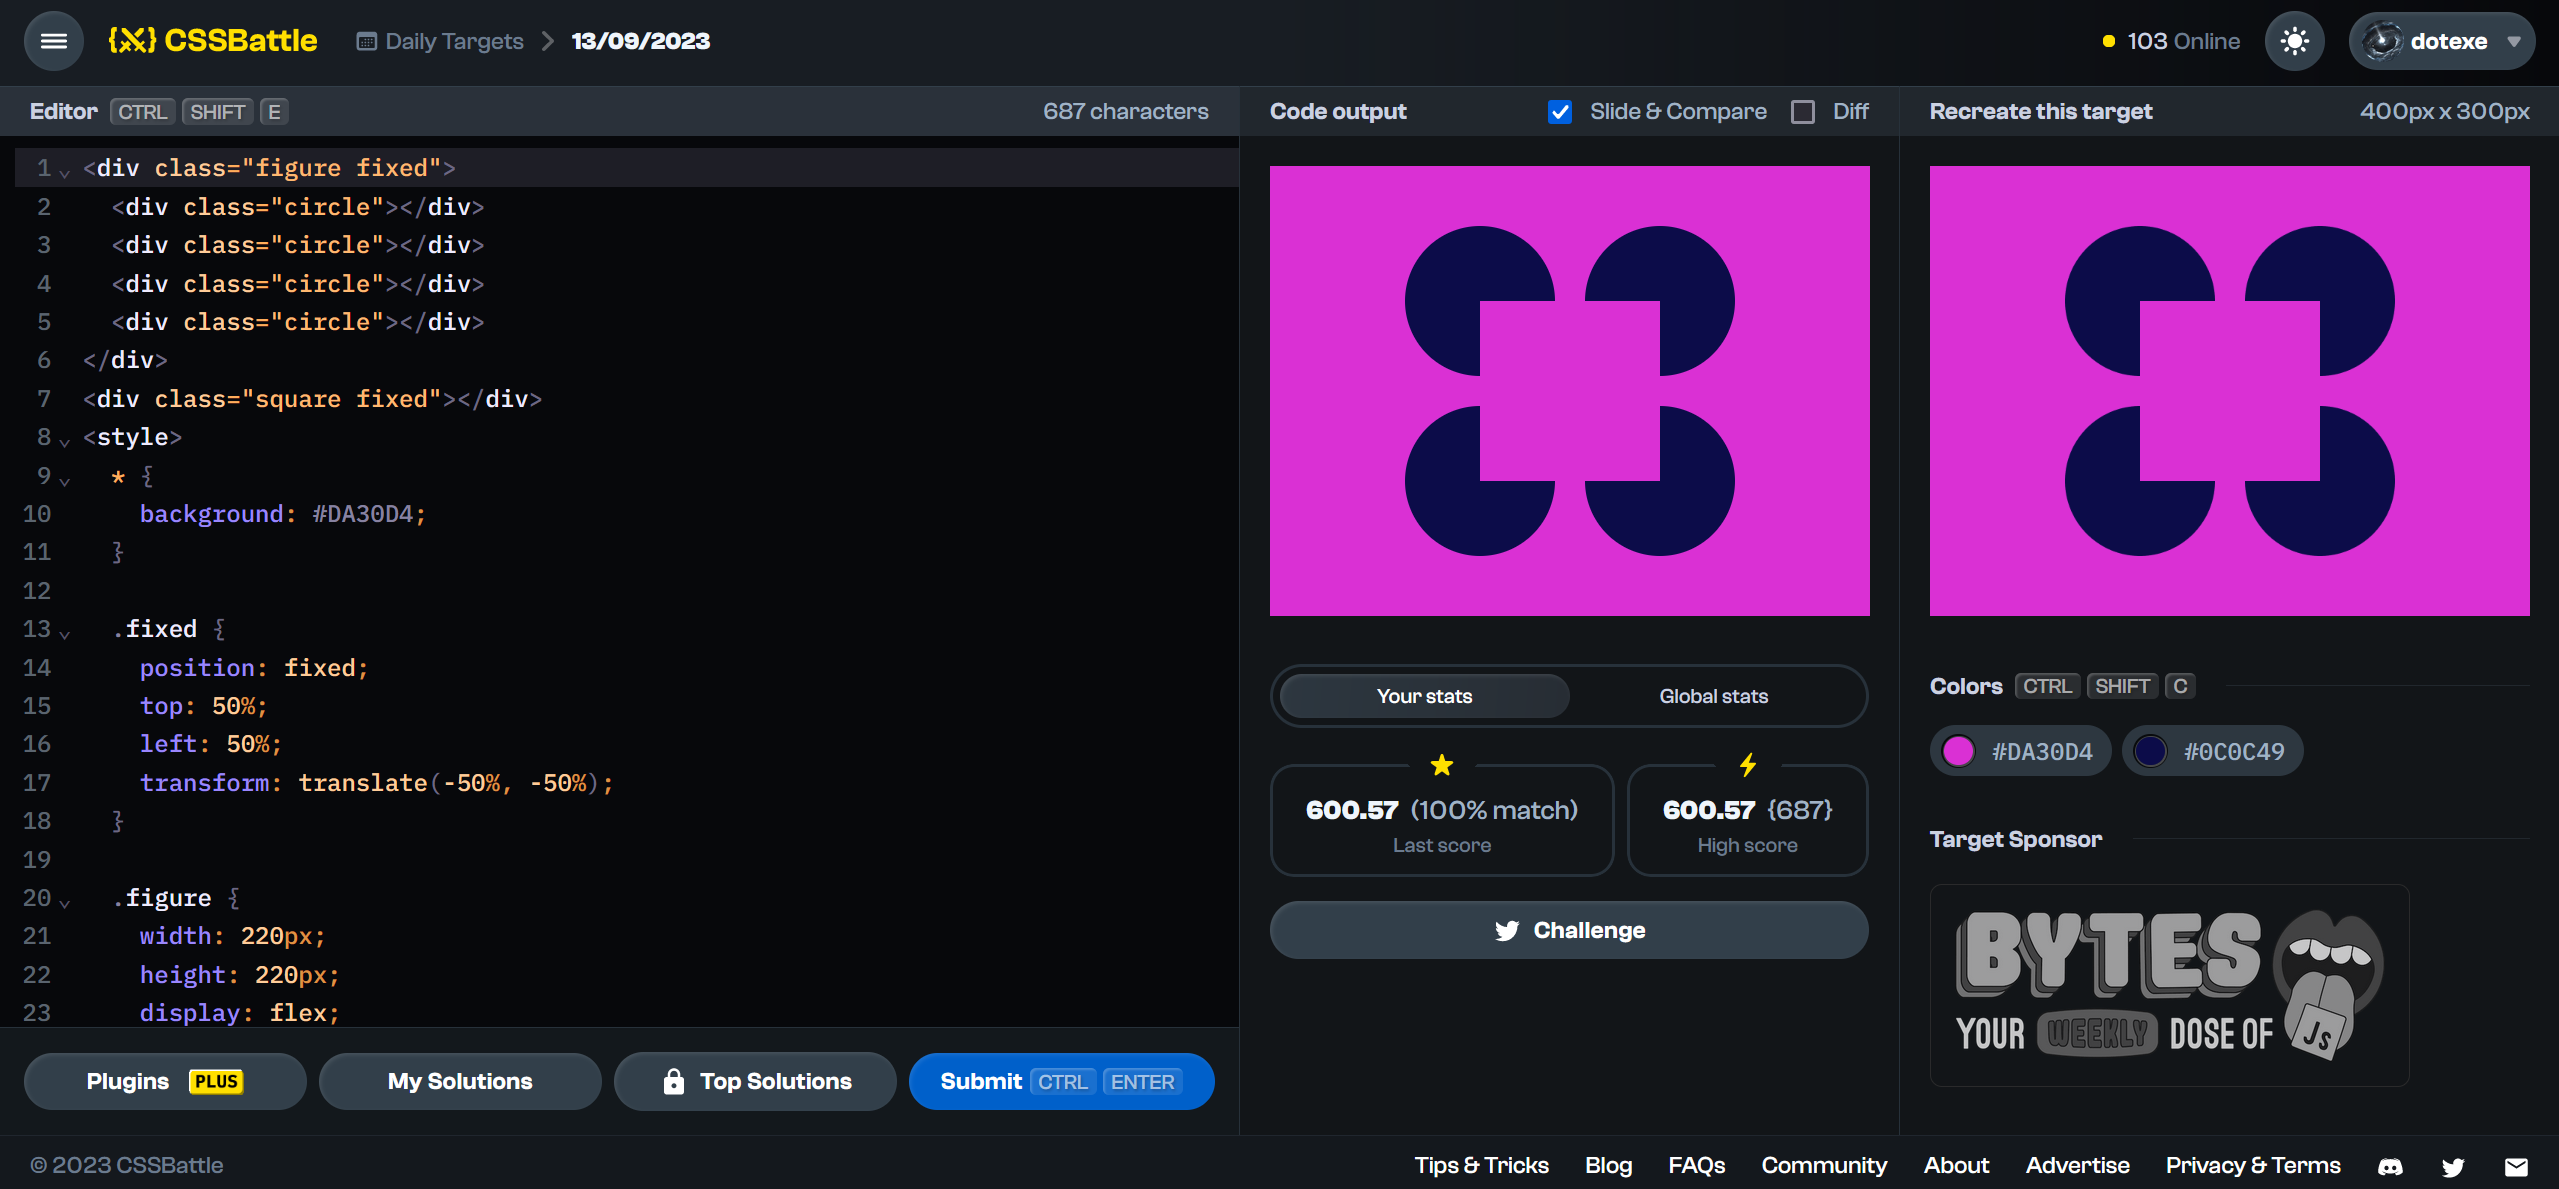 {X} CSSBattle
Daily Targets
13/09/2023
103 Online
dotexe
Editor CTRL SHIFT E
687 characters
1 <div class="figure fixed">
2 <div class="circle"></div>
3 <div class="circle"></div>
4 <div class="circle"></div>
5 <div class="circle"></div>
6 </div>
7 <div class="square fixed"></div>
8 <style>
9 * {
10 background: #DA30D4;
11 }
12
13 .fixed {
14 position: fixed;
15 top: 50%;
16 left: 50%;
17 transform: translate(-50%, -50%);
18 }
19
20 .figure {
21 width: 220px;
22 height: 220px;
23 display: flex;
Plugins PLUS
My Solutions
Top Solutions
Submit CTRL ENTER
Code output
Slide & Compare
Diff
Your stats
Global stats
600.57 (100% match)
Last score
600.57 {687}
High score
Challenge
Recreate this target
400px x 300px
Colors CTRL SHIFT C
#DA30D4
#0C0C49
Target Sponsor
BYTES
YOUR WEEKLY DOSE OF JS
© 2023 CSSBattle
Tips & Tricks
Blog
FAQs
Community
About
Advertise
Privacy & Terms